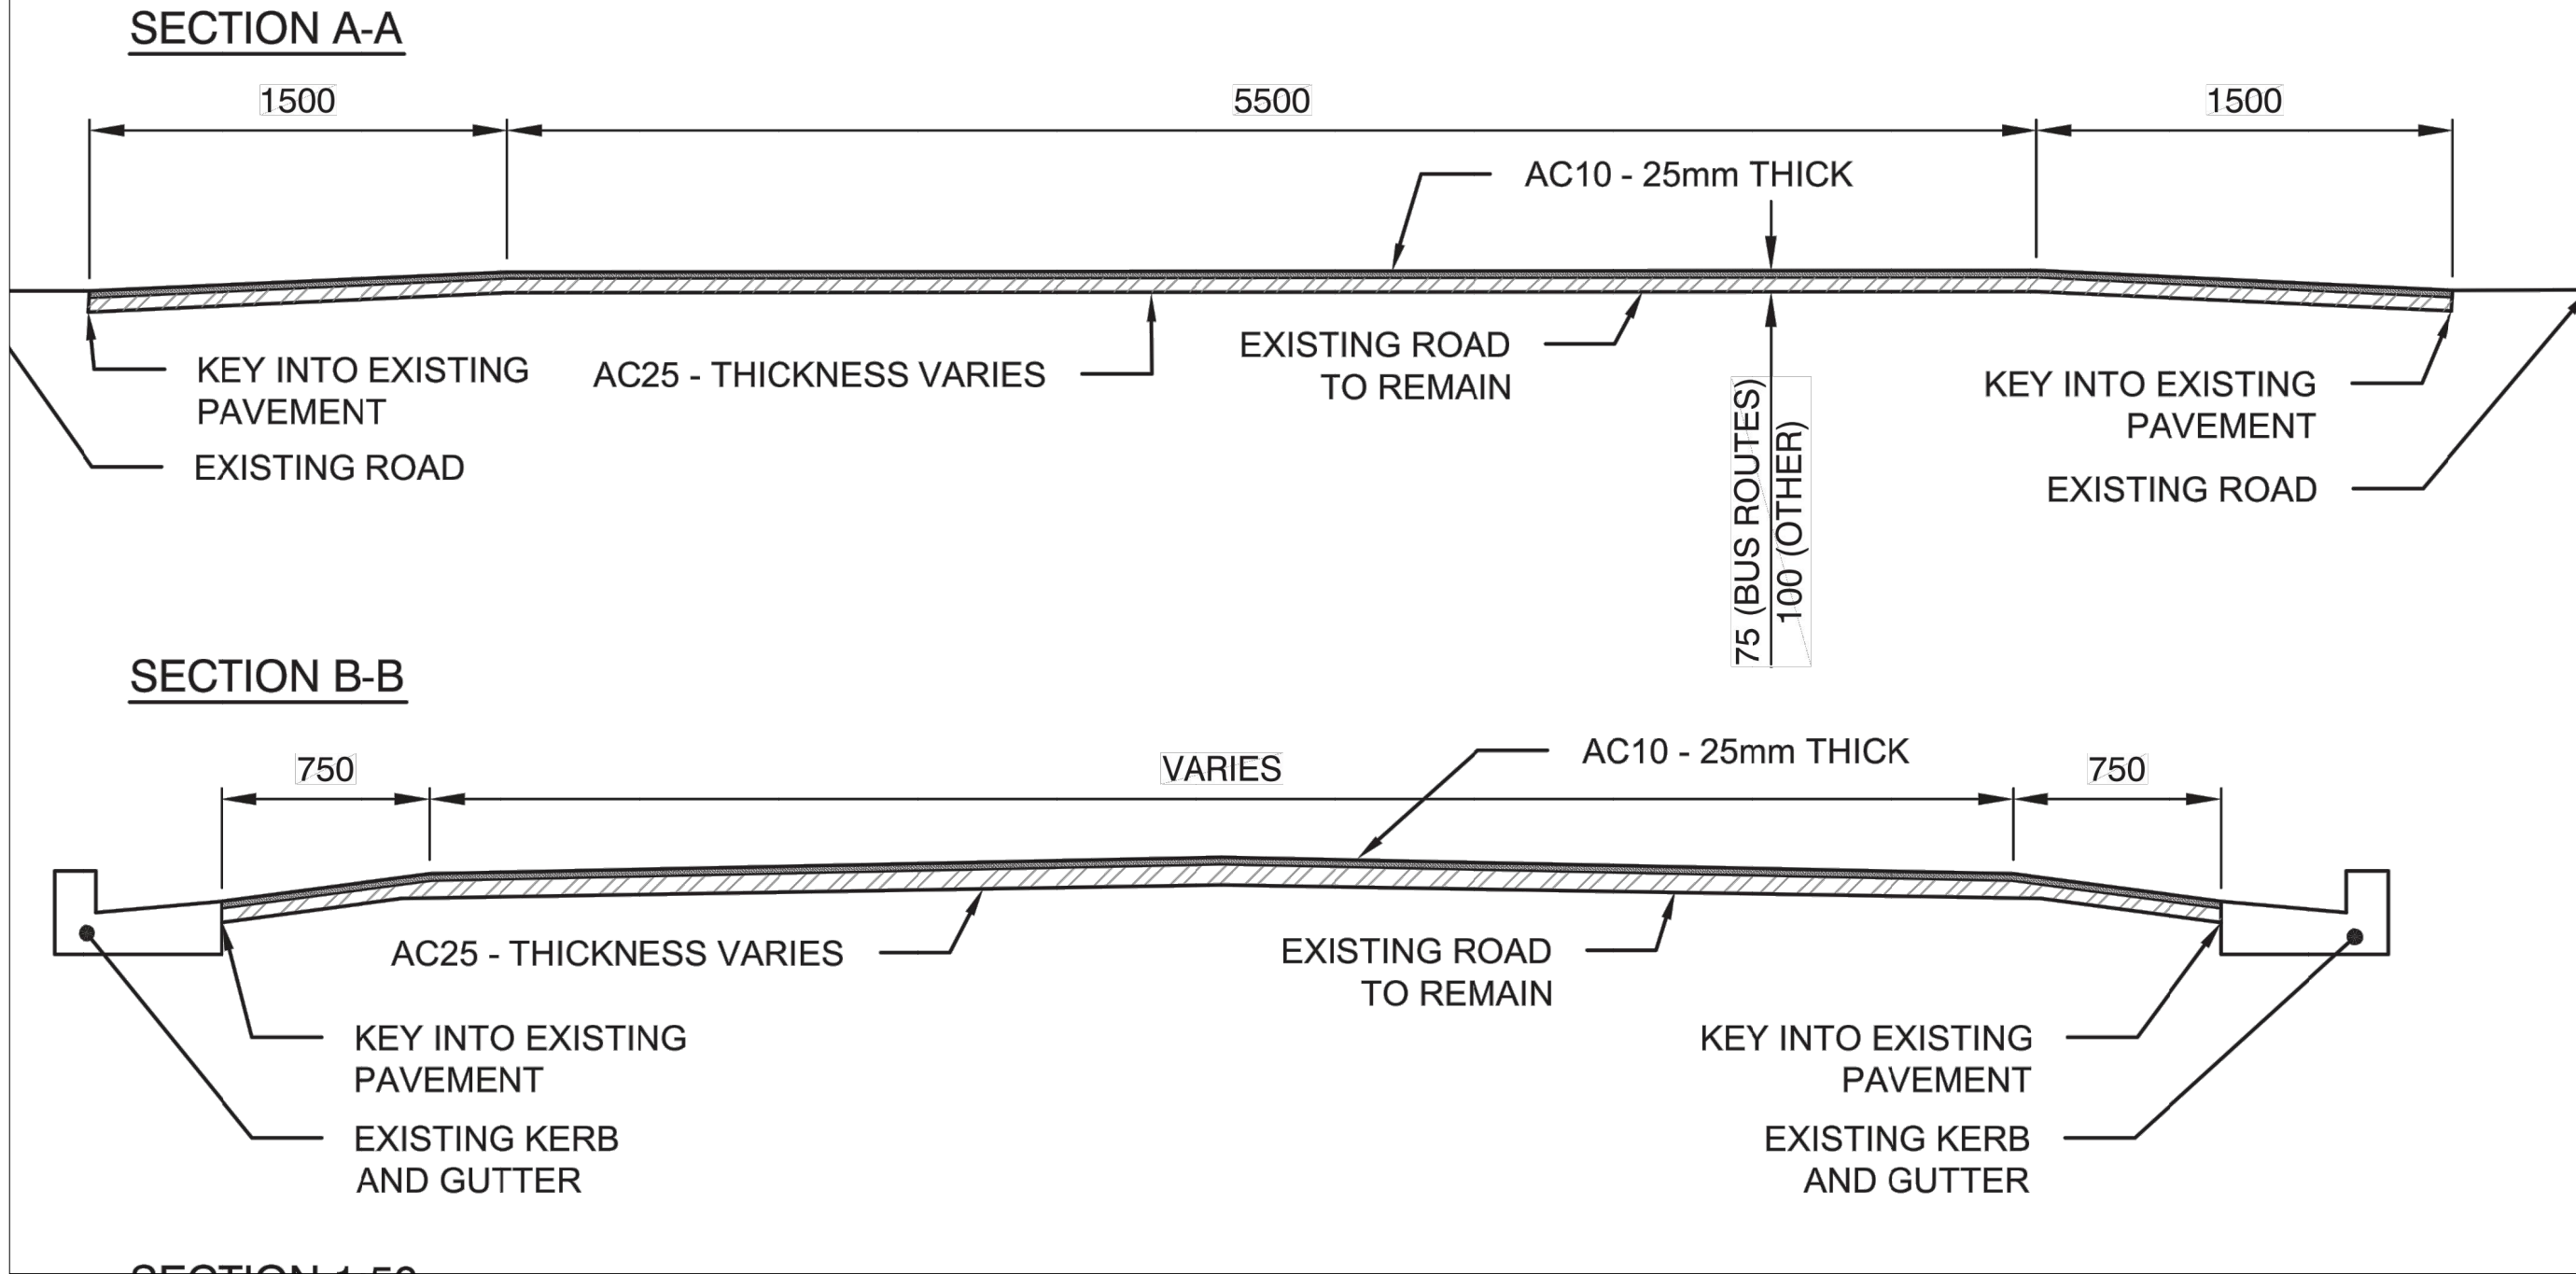 SECTION A-A
1500
5500
1500
AC10 - 25mm THICK
KEY INTO EXISTING
PAVEMENT
EXISTING ROAD
AC25 - THICKNESS VARIES
EXISTING ROAD
TO REMAIN
75 (BUS ROUTES)
100 (OTHER)
KEY INTO EXISTING
PAVEMENT
EXISTING ROAD
SECTION B-B
750
VARIES
AC10 - 25mm THICK
750
AC25 - THICKNESS VARIES
EXISTING ROAD
TO REMAIN
KEY INTO EXISTING
PAVEMENT
EXISTING KERB
AND GUTTER
KEY INTO EXISTING
PAVEMENT
EXISTING KERB
AND GUTTER